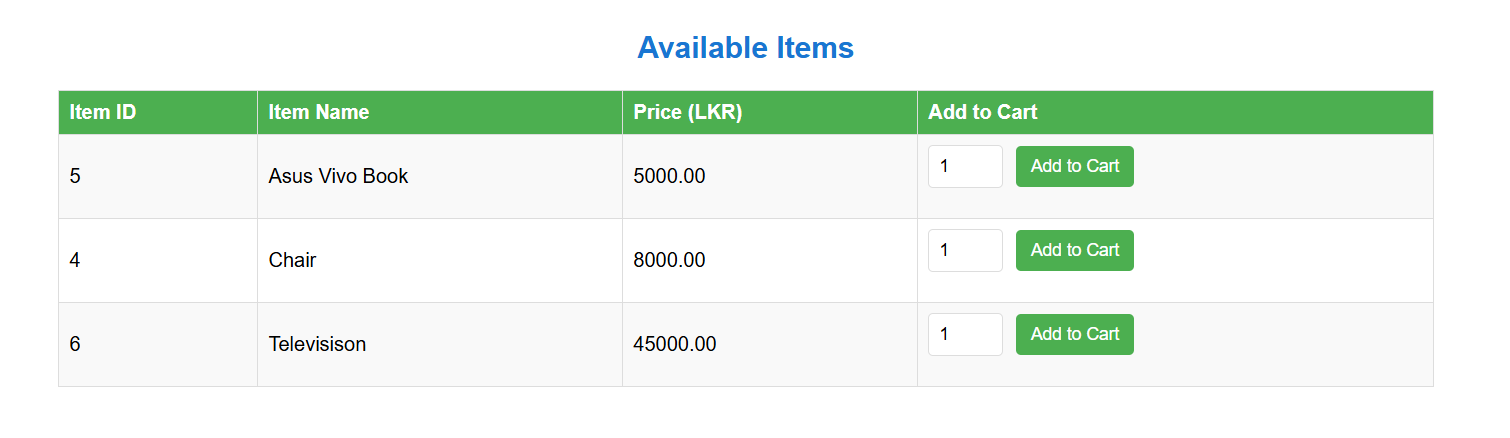 Available Items
Item ID Item Name Price (LKR) Add to Cart
5 Asus Vivo Book 5000.00 1 Add to Cart
4 Chair 8000.00 1 Add to Cart
6 Televisison 45000.00 1 Add to Cart